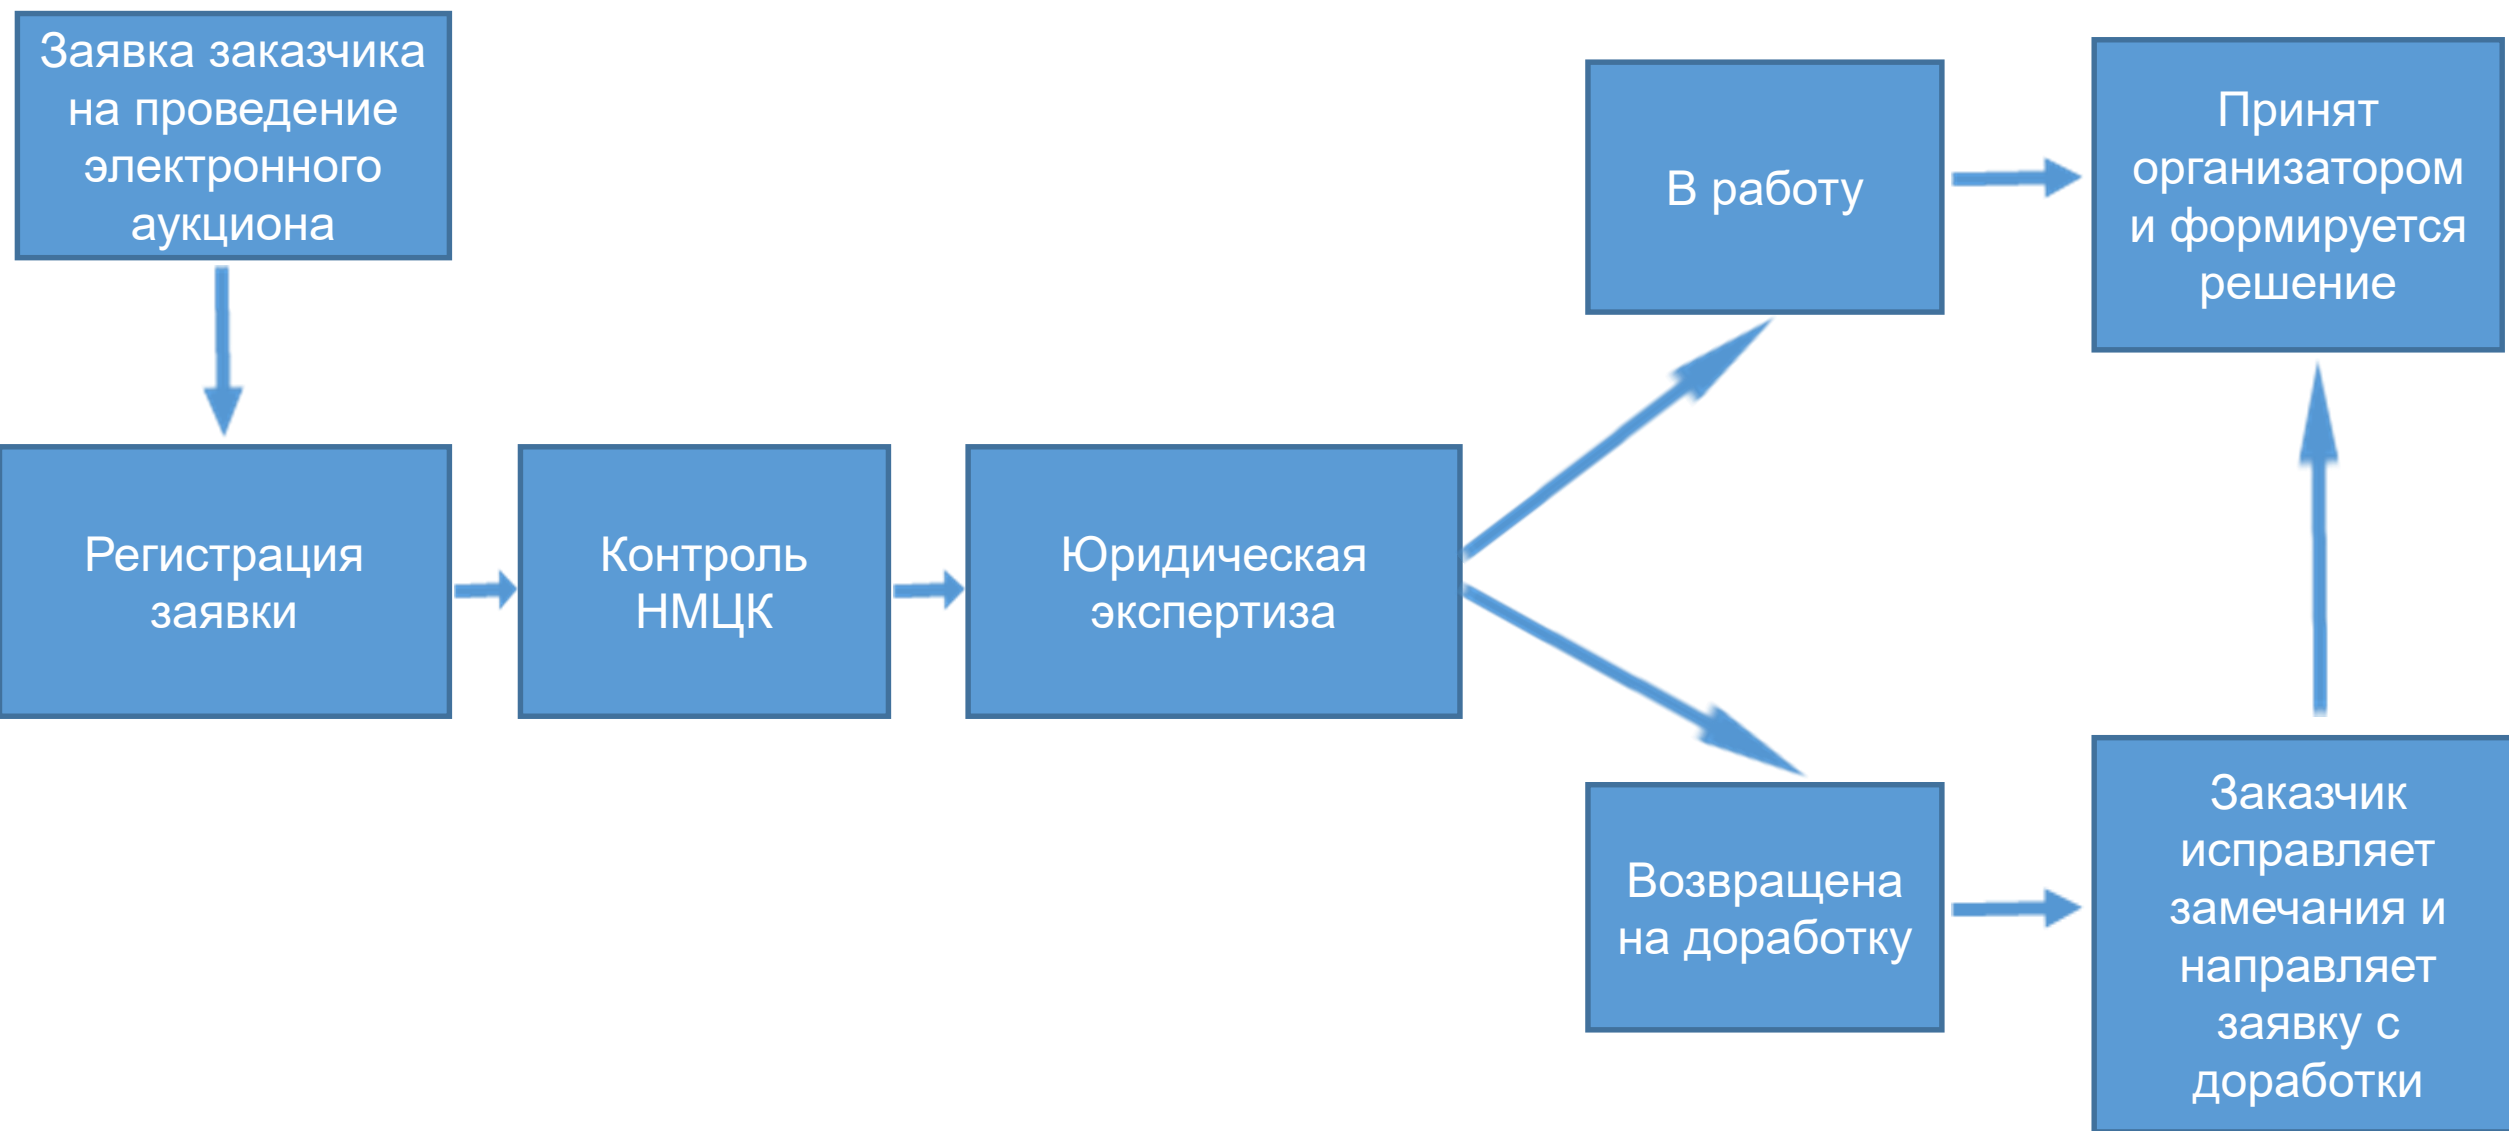 Заявка заказчика
на проведение
электронного
аукциона
Регистрация
заявки
Контроль
НМЦК
Юридическая
экспертиза
В работу
Принят
организатором
и формируется
решение
Возвращена
на доработку
Заказчик
исправляет
замечания и
направляет
заявку с
доработки